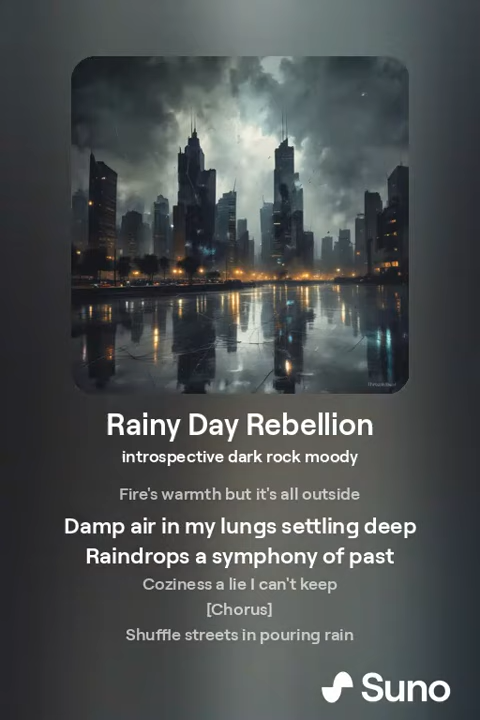 Rainy Day Rebellion
introspective dark rock moody
Fire's warmth but it's all outside
Damp air in my lungs settling deep
Raindrops a symphony of past
Coziness a lie I can't keep
[Chorus]
Shuffle streets in pouring rain
Suno